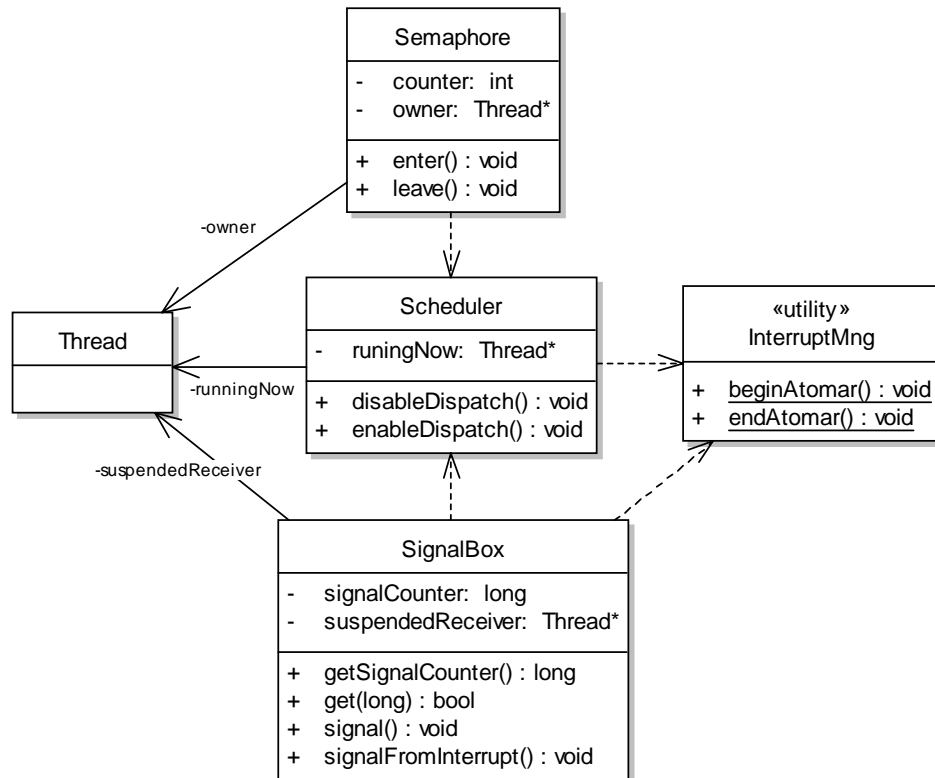 Semaphore
- counter: int
- owner: Thread*
+ enter() : void
+ leave() : void
-owner
Scheduler
- runingNow: Thread*
+ disableDispatch() : void
+ enableDispatch() : void
«utility»
InterruptMng
+ beginAtomar() : void
+ endAtomar() : void
Thread
-runningNow
-suspendedReceiver
SignalBox
- signalCounter: long
- suspendedReceiver: Thread*
+ getSignalCounter() : long
+ get(long) : bool
+ signal() : void
+ signalFromInterrupt() : void